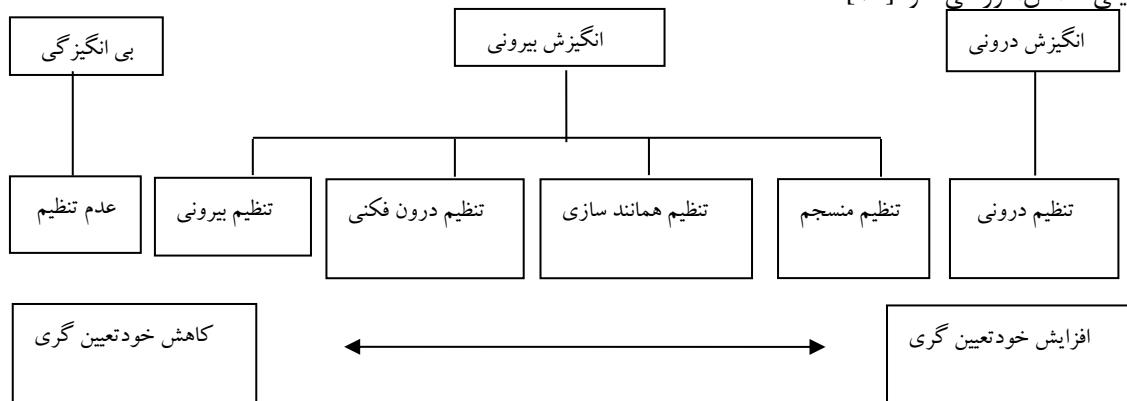 انگیزش درونی
انگیزش بیرونی
بی انگیزگی
تنظیم درونی
تنظیم منسجم
تنظیم همانند سازی
تنظیم درون فکنی
تنظیم بیرونی
عدم تنظیم
افزایش خودتعیین گری
کاهش خودتعیین گری